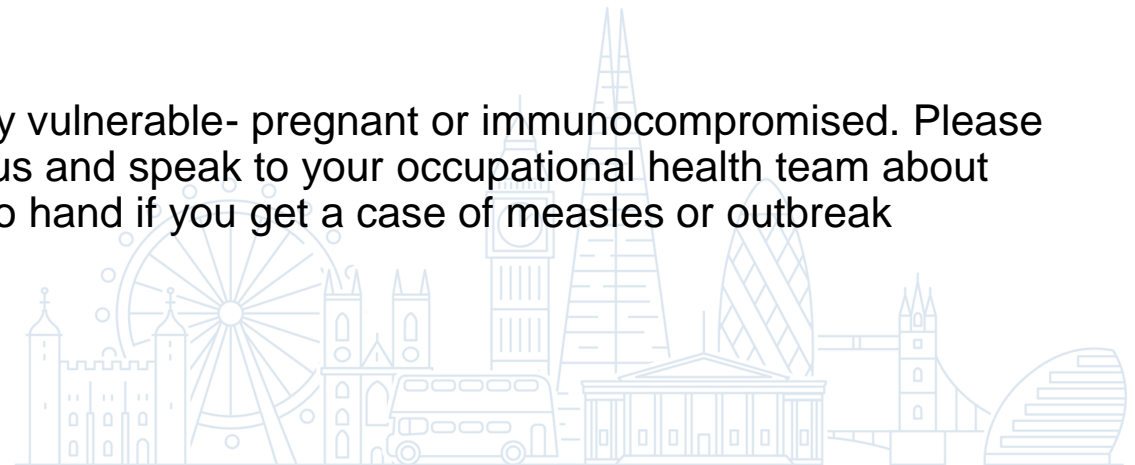 y vulnerable- pregnant or immunocompromised. Please
us and speak to your occupational health team about
o hand if you get a case of measles or outbreak